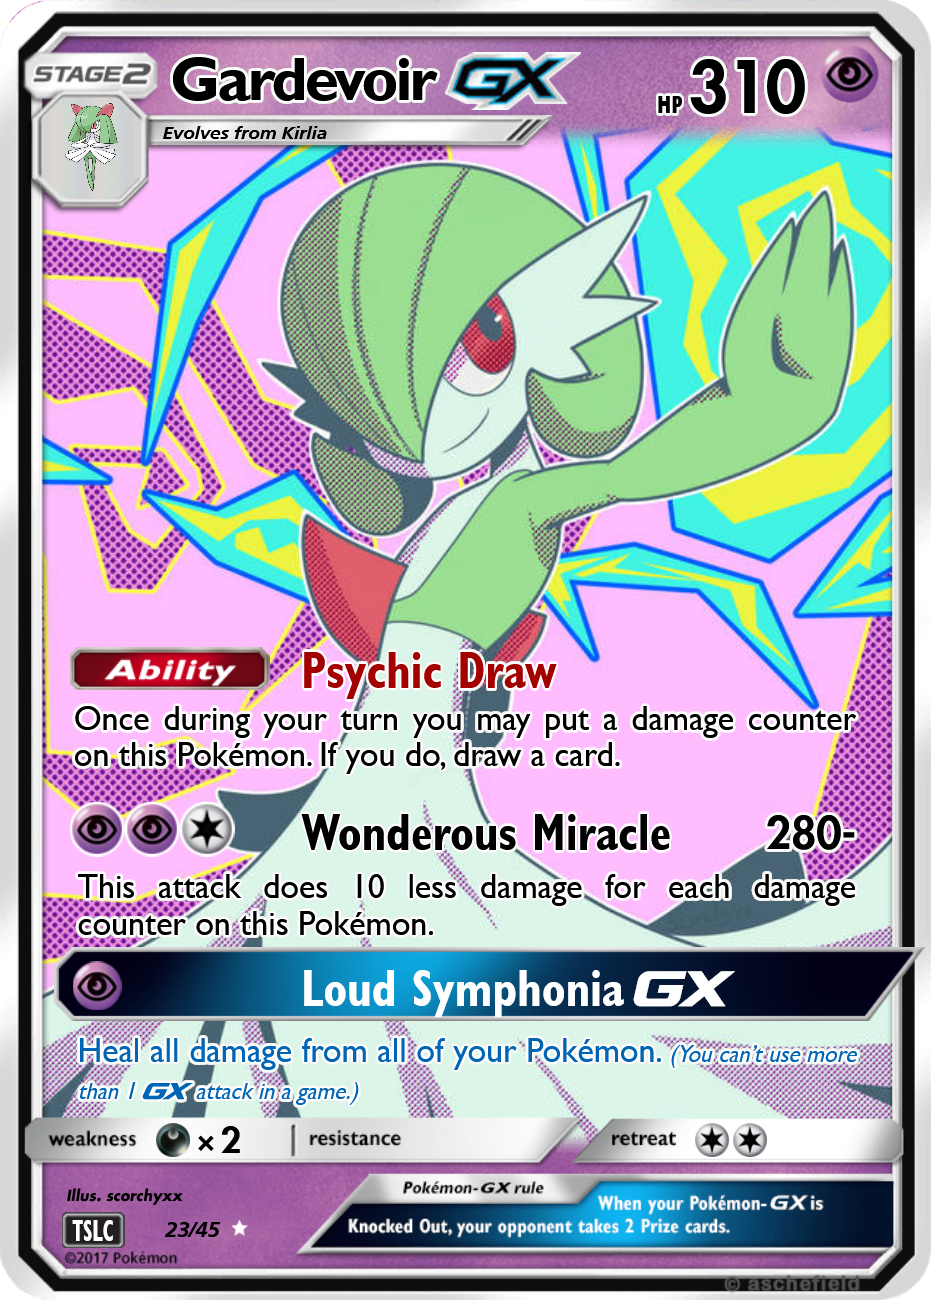 STAGE2 Gardevoir GX HP 310
Evolves from Kirlia
Ability Psychic Draw
Once during your turn you may put a damage counter
on this Pokémon. If you do, draw a card.
Wonderous Miracle 280-
This attack does 10 less damage for each damage
counter on this Pokémon.
Loud Symphonia GX
Heal all damage from all of your Pokémon. (You can't use more
than 1 GX attack in a game.)
weakness × 2 resistance retreat
Illus. scorchyxx
Pokémon-GX rule
When your Pokémon-GX is
Knocked Out, your opponent takes 2 Prize cards.
TSLC 23/45
©2017 Pokémon
© aschefield